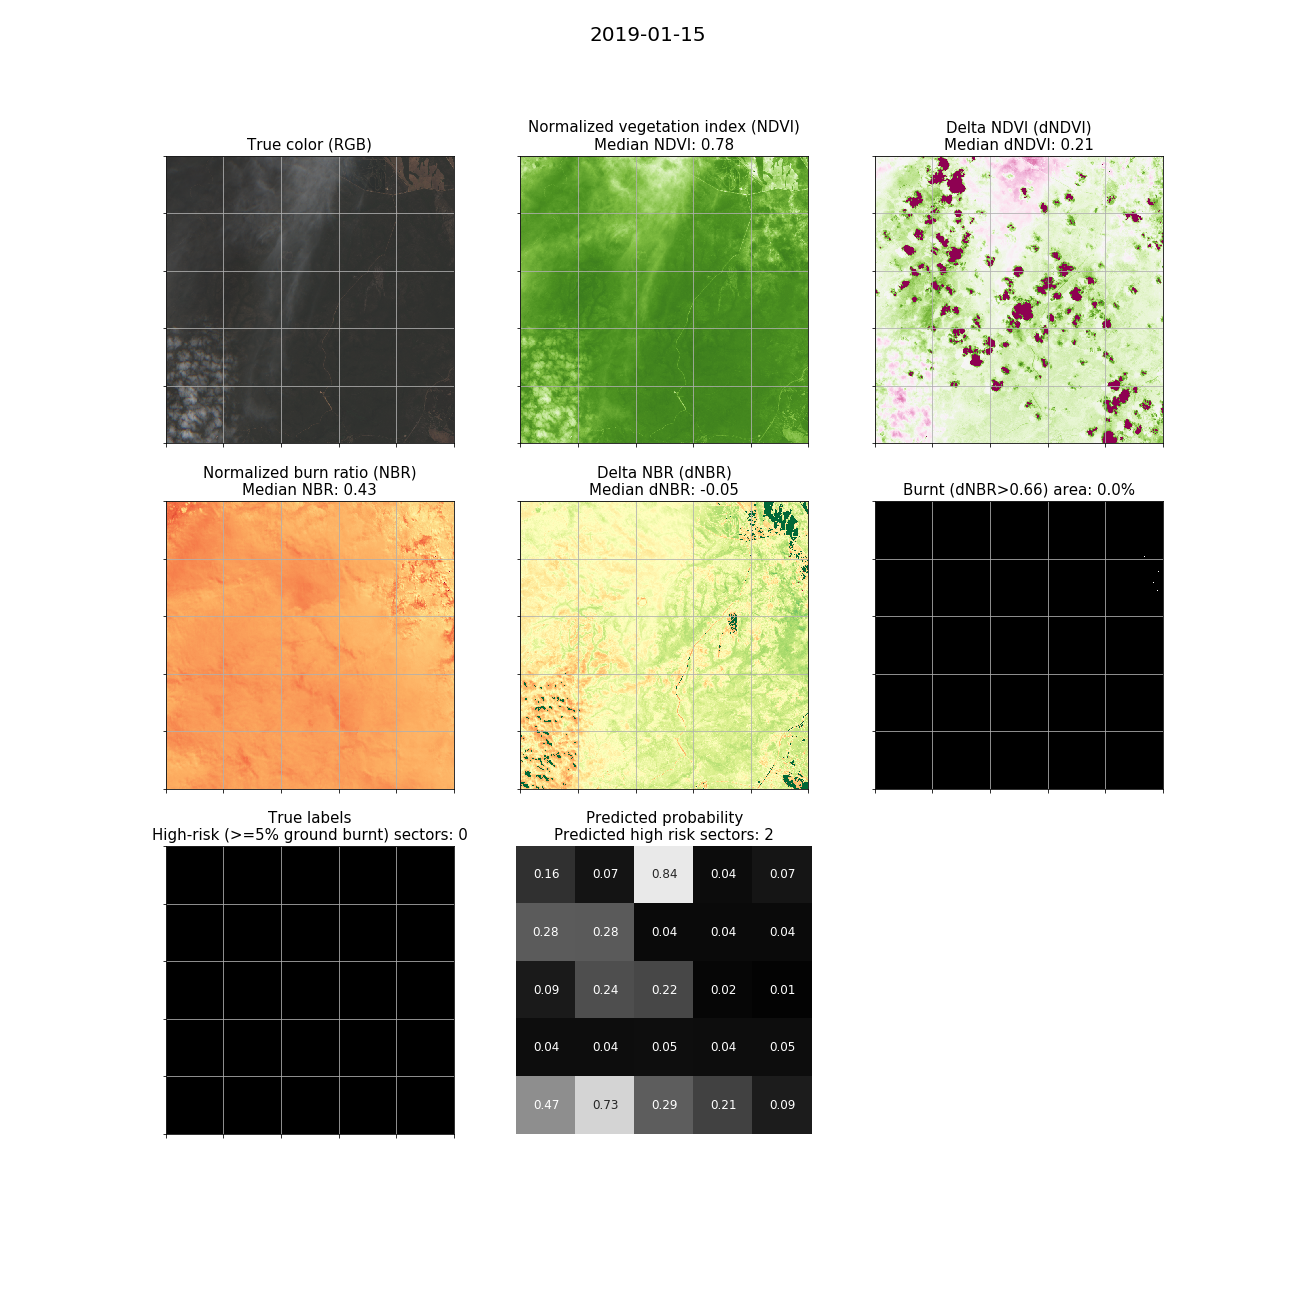 2019-01-15
True color (RGB)
Normalized vegetation index (NDVI)
Median NDVI: 0.78
Delta NDVI (dNDVI)
Median dNDVI: 0.21
Normalized burn ratio (NBR)
Median NBR: 0.43
Delta NBR (dNBR)
Median dNBR: -0.05
Burnt (dNBR>0.66) area: 0.0%
True labels
High-risk (>=5% ground burnt) sectors: 0
Predicted probability
Predicted high risk sectors: 2
0.16 0.07 0.84 0.04 0.07
0.28 0.28 0.04 0.04 0.04
0.09 0.24 0.22 0.02 0.01
0.04 0.04 0.05 0.04 0.05
0.47 0.73 0.29 0.21 0.09